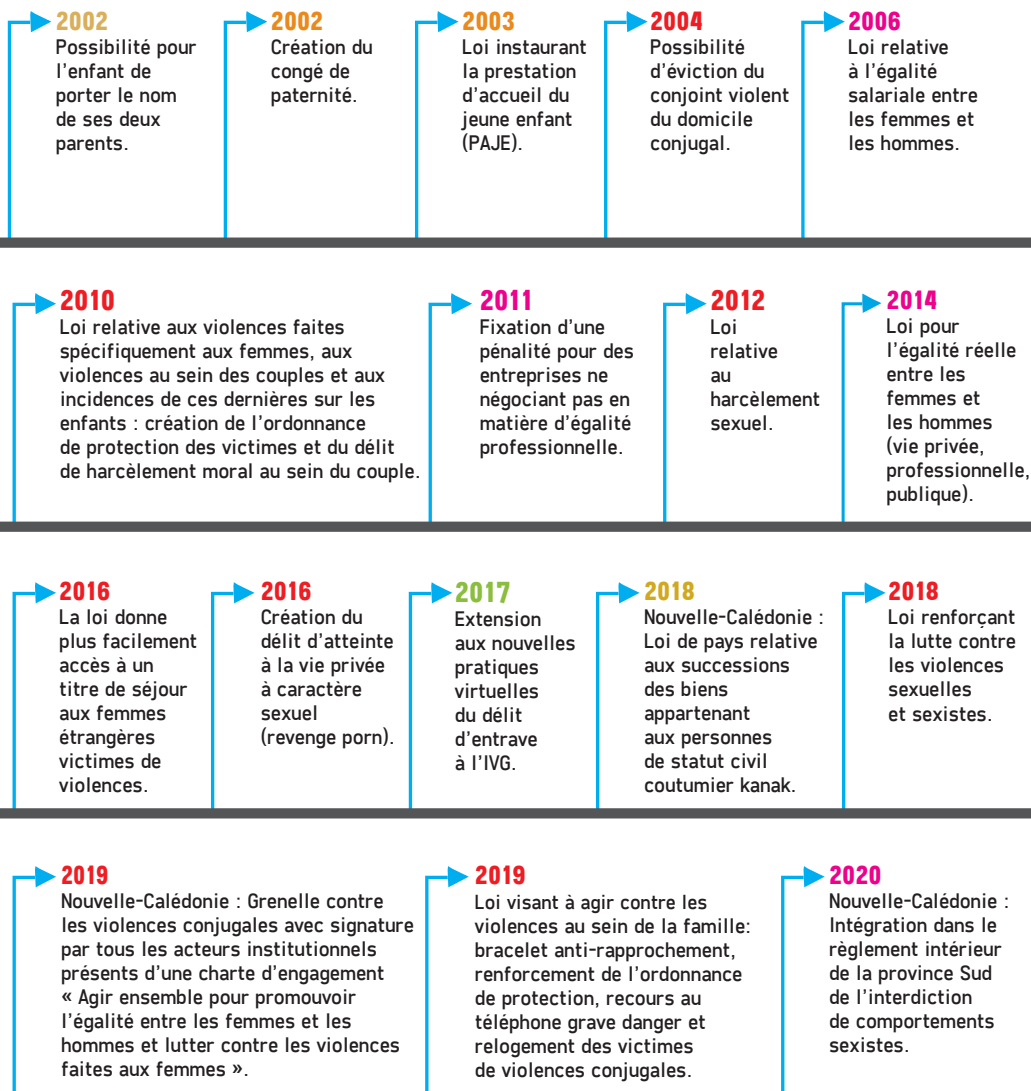 2002
Possibilité pour
l'enfant de
porter le nom
de ses deux
parents.
2002
Création du
congé de
paternité.
2003
Loi instaurant
la prestation
d'accueil du
jeune enfant
(PAJE).
2004
Possibilité
d'éviction du
conjoint violent
du domicile
conjugal.
2006
Loi relative
à l'égalité
salariale entre
les femmes et
les hommes.
2010
Loi relative aux violences faites
spécifiquement aux femmes, aux
violences au sein des couples et aux
incidences de ces dernières sur les
enfants : création de l'ordonnance
de protection des victimes et du délit
de harcèlement moral au sein du couple.
2011
Fixation d'une
pénalité pour des
entreprises ne
négociant pas en
matière d'égalité
professionnelle.
2012
Loi
relative
au
harcèlement
sexuel.
2014
Loi pour
l'égalité réelle
entre les
femmes et
les hommes
(vie privée,
professionnelle,
publique).
2016
La loi donne
plus facilement
accès à un
titre de séjour
aux femmes
étrangères
victimes de
violences.
2016
Création du
délit d'atteinte
à la vie privée
à caractère
sexuel
(revenge porn).
2017
Extension
aux nouvelles
pratiques
virtuelles
du délit
d'entrave
à l'IVG.
2018
Nouvelle-Calédonie :
Loi de pays relative
aux successions
des biens
appartenant
aux personnes
de statut civil
coutumier kanak.
2018
Loi renforçant
la lutte contre
les violences
sexuelles
et sexistes.
2019
Nouvelle-Calédonie : Grenelle contre
les violences conjugales avec signature
par tous les acteurs institutionnels
présents d'une charte d'engagement
« Agir ensemble pour promouvoir
l'égalité entre les femmes et les
hommes et lutter contre les violences
faites aux femmes ».
2019
Loi visant à agir contre les
violences au sein de la famille:
bracelet anti-rapprochement,
renforcement de l'ordonnance
de protection, recours au
téléphone grave danger et
relogement des victimes
de violences conjugales.
2020
Nouvelle-Calédonie :
Intégration dans le
règlement intérieur
de la province Sud
de l'interdiction
de comportements
sexistes.